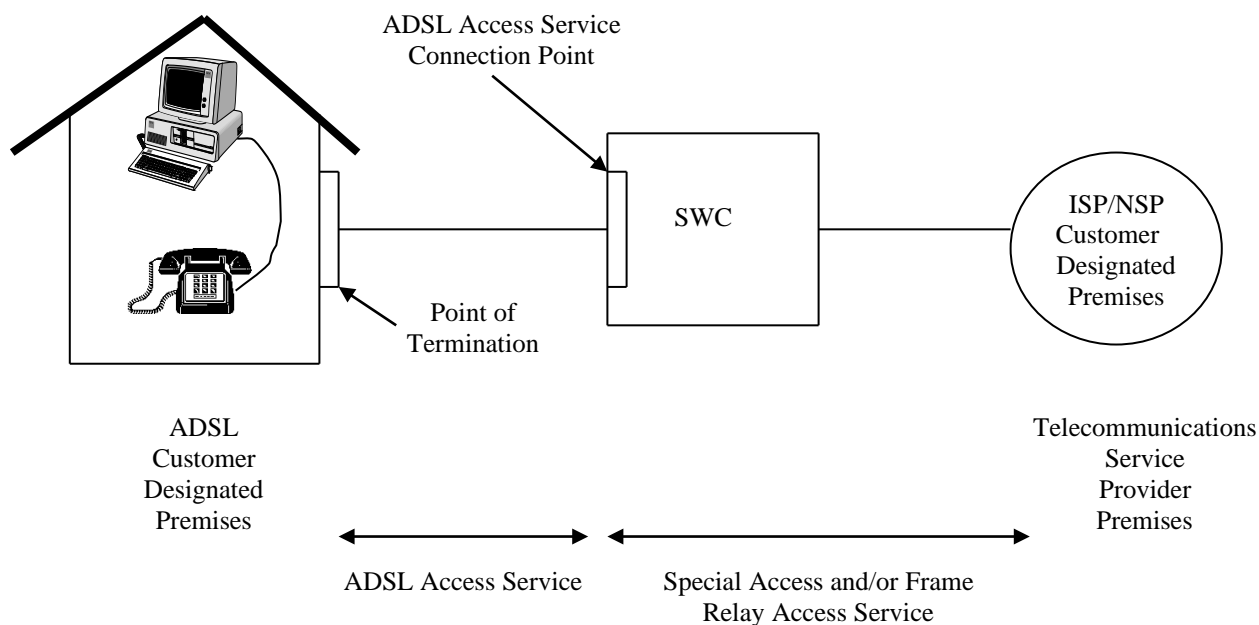 ADSL Access Service
Connection Point
SWC
ISP/NSP
Customer
Designated
Premises
Point of
Termination
ADSL
Customer
Designated
Premises
Telecommunications
Service
Provider
Premises
ADSL Access Service
Special Access and/or Frame
Relay Access Service